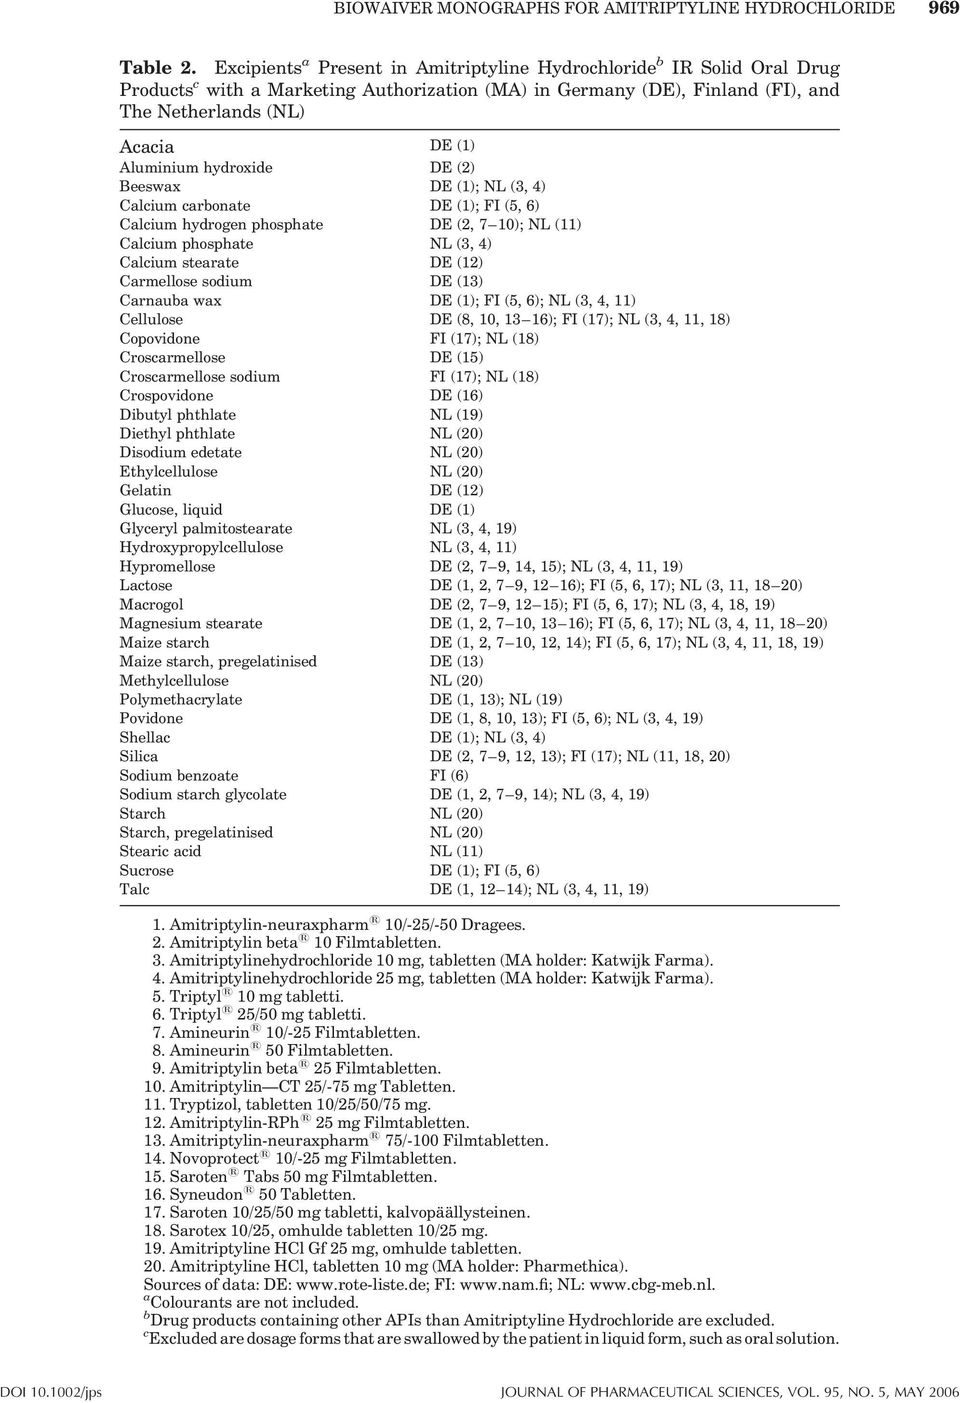 BIOWAIVER MONOGRAPHS FOR AMITRIPTYLINE HYDROCHLORIDE 969
Table 2. Excipientsᵃ Present in Amitriptyline Hydrochlorideᵇ IR Solid Oral Drug
Productsᶜ with a Marketing Authorization (MA) in Germany (DE), Finland (FI), and
The Netherlands (NL)
Acacia DE (1)
Aluminium hydroxide DE (2)
Beeswax DE (1); NL (3, 4)
Calcium carbonate DE (1); FI (5, 6)
Calcium hydrogen phosphate DE (2, 7–10); NL (11)
Calcium phosphate NL (3, 4)
Calcium stearate DE (12)
Carmellose sodium DE (13)
Carnauba wax DE (1); FI (5, 6); NL (3, 4, 11)
Cellulose DE (8, 10, 13–16); FI (17); NL (3, 4, 11, 18)
Copovidone FI (17); NL (18)
Croscarmellose DE (15)
Croscarmellose sodium FI (17); NL (18)
Crospovidone DE (16)
Dibutyl phthlate NL (19)
Diethyl phthlate NL (20)
Disodium edetate NL (20)
Ethylcellulose NL (20)
Gelatin DE (12)
Glucose, liquid DE (1)
Glyceryl palmitostearate NL (3, 4, 19)
Hydroxypropylcellulose NL (3, 4, 11)
Hypromellose DE (2, 7–9, 14, 15); NL (3, 4, 11, 19)
Lactose DE (1, 2, 7–9, 12–16); FI (5, 6, 17); NL (3, 11, 18–20)
Macrogol DE (2, 7–9, 12–15); FI (5, 6, 17); NL (3, 4, 18, 19)
Magnesium stearate DE (1, 2, 7–10, 13–16); FI (5, 6, 17); NL (3, 4, 11, 18–20)
Maize starch DE (1, 2, 7–10, 12, 14); FI (5, 6, 17); NL (3, 4, 11, 18, 19)
Maize starch, pregelatinised DE (13)
Methylcellulose NL (20)
Polymethacrylate DE (1, 13); NL (19)
Povidone DE (1, 8, 10, 13); FI (5, 6); NL (3, 4, 19)
Shellac DE (1); NL (3, 4)
Silica DE (2, 7–9, 12, 13); FI (17); NL (11, 18, 20)
Sodium benzoate FI (6)
Sodium starch glycolate DE (1, 2, 7–9, 14); NL (3, 4, 19)
Starch NL (20)
Starch, pregelatinised NL (20)
Stearic acid NL (11)
Sucrose DE (1); FI (5, 6)
Talc DE (1, 12–14); NL (3, 4, 11, 19)
1. Amitriptylin-neuraxpharm® 10/-25/-50 Dragees.
2. Amitriptylin beta® 10 Filmtabletten.
3. Amitriptylinehydrochloride 10 mg, tabletten (MA holder: Katwijk Farma).
4. Amitriptylinehydrochloride 25 mg, tabletten (MA holder: Katwijk Farma).
5. Triptyl® 10 mg tabletti.
6. Triptyl® 25/50 mg tabletti.
7. Amineurin® 10/-25 Filmtabletten.
8. Amineurin® 50 Filmtabletten.
9. Amitriptylin beta® 25 Filmtabletten.
10. Amitriptylin—CT 25/-75 mg Tabletten.
11. Tryptizol, tabletten 10/25/50/75 mg.
12. Amitriptylin-RPh® 25 mg Filmtabletten.
13. Amitriptylin-neuraxpharm® 75/-100 Filmtabletten.
14. Novoprotect® 10/-25 mg Filmtabletten.
15. Saroten® Tabs 50 mg Filmtabletten.
16. Syneudon® 50 Tabletten.
17. Saroten 10/25/50 mg tabletti, kalvopäällysteinen.
18. Sarotex 10/25, omhulde tabletten 10/25 mg.
19. Amitriptyline HCl Gf 25 mg, omhulde tabletten.
20. Amitriptyline HCl, tabletten 10 mg (MA holder: Pharmethica).
Sources of data: DE: www.rote-liste.de; FI: www.nam.fi; NL: www.cbg-meb.nl.
ᵃColourants are not included.
ᵇDrug products containing other APIs than Amitriptyline Hydrochloride are excluded.
ᶜExcluded are dosage forms that are swallowed by the patient in liquid form, such as oral solution.
DOI 10.1002/jps JOURNAL OF PHARMACEUTICAL SCIENCES, VOL. 95, NO. 5, MAY 2006